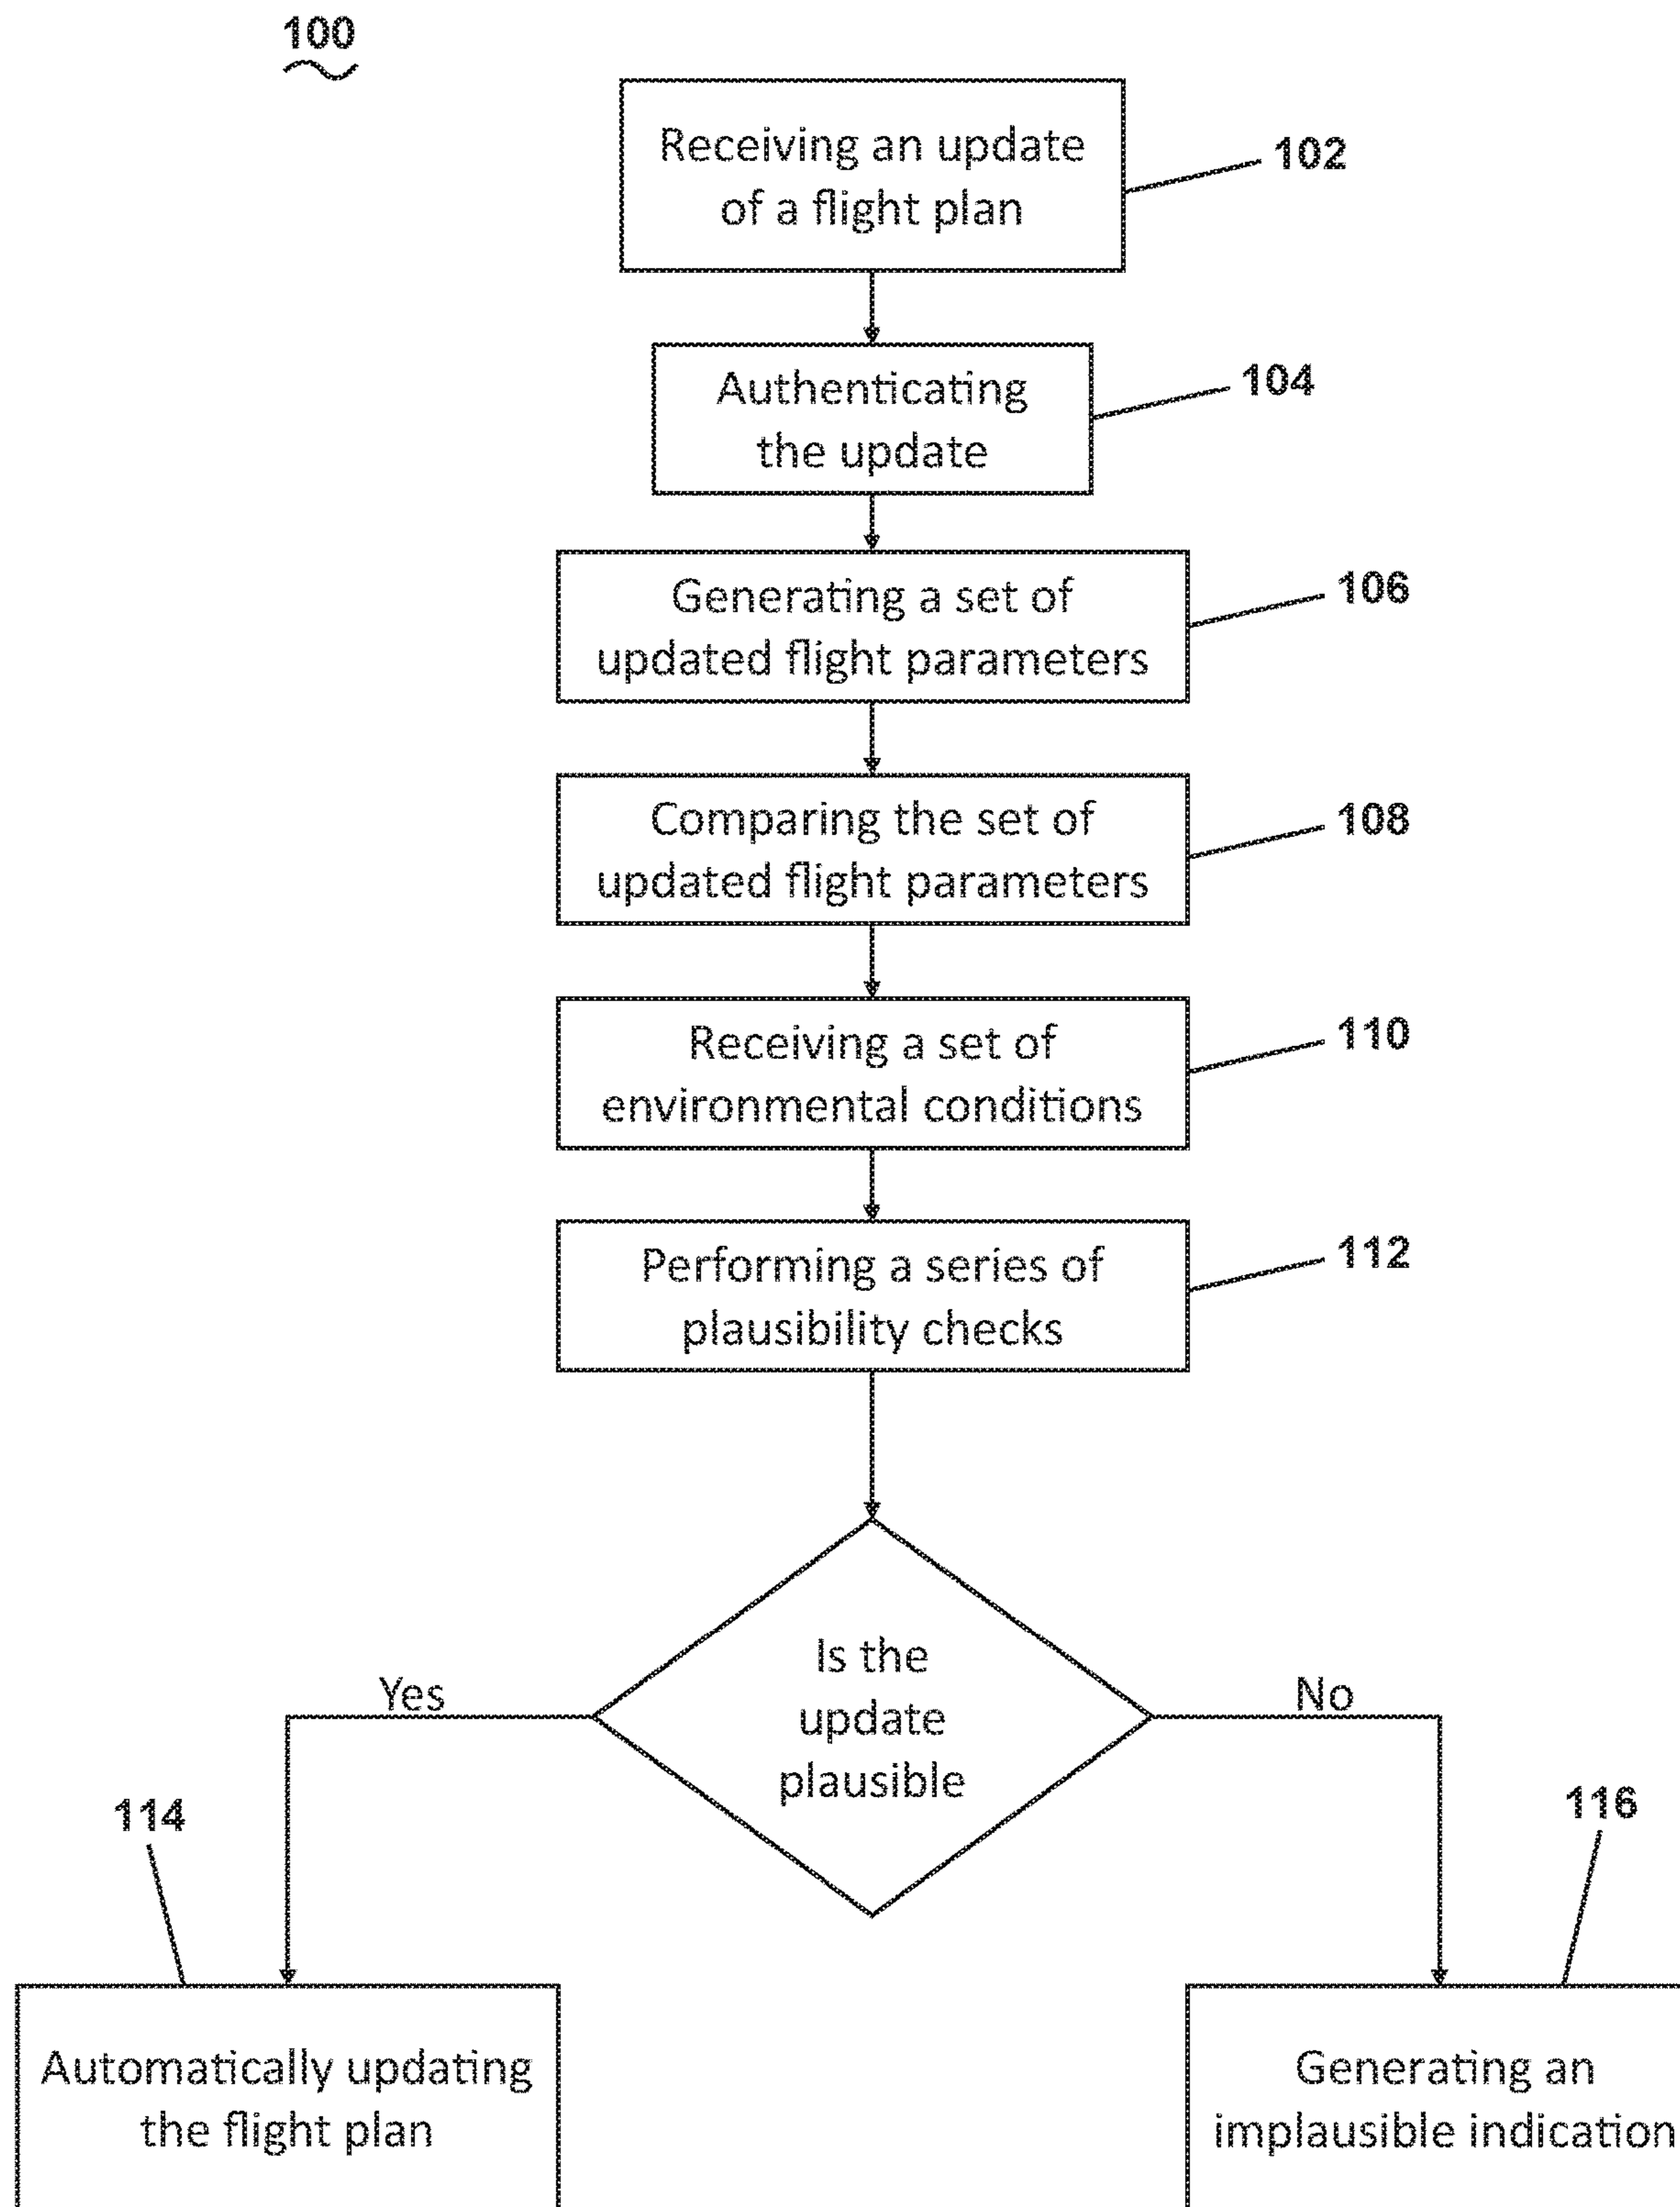 100
Receiving an update
of a flight plan
102
Authenticating
the update
104
Generating a set of
updated flight parameters
106
Comparing the set of
updated flight parameters
108
Receiving a set of
environmental conditions
110
Performing a series of
plausibility checks
112
Is the
update
plausible
Yes
No
114
116
Automatically updating
the flight plan
Generating an
implausible indication